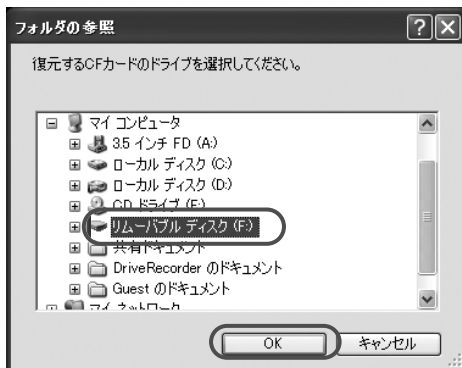 フォルダの参照
復元するCFカードのドライブを選択してください。
マイ コンピュータ
3.5 インチ FD (A:)
ローカル ディスク (C:)
ローカル ディスク (D:)
CD ドライブ (E:)
リムーバブル ディスク (F:)
共有ドキュメント
DriveRecorder のドキュメント
Guest のドキュメント
マイ ネットワーク
OK
キャンセル